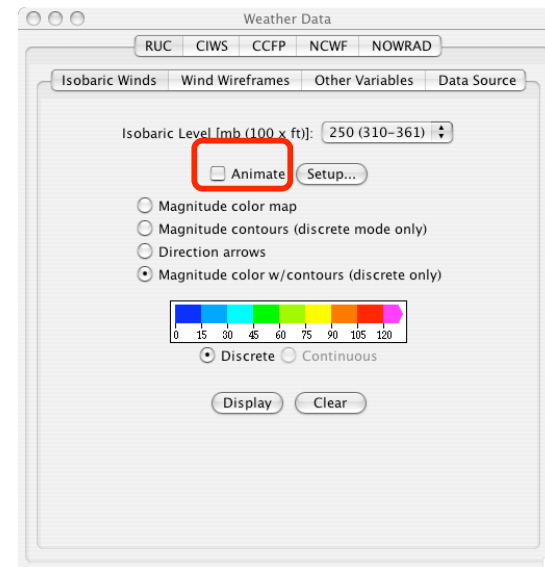 Weather Data
RUC CIWS CCFP NCWF NOWRAD
Isobaric Winds Wind Wireframes Other Variables Data Source
Isobaric Level [mb (100 x ft)]: 250 (310-361)
Animate Setup...
Magnitude color map
Magnitude contours (discrete mode only)
Direction arrows
Magnitude color w/contours (discrete only)
0 15 30 45 60 75 90 105 120
Discrete Continuous
Display Clear